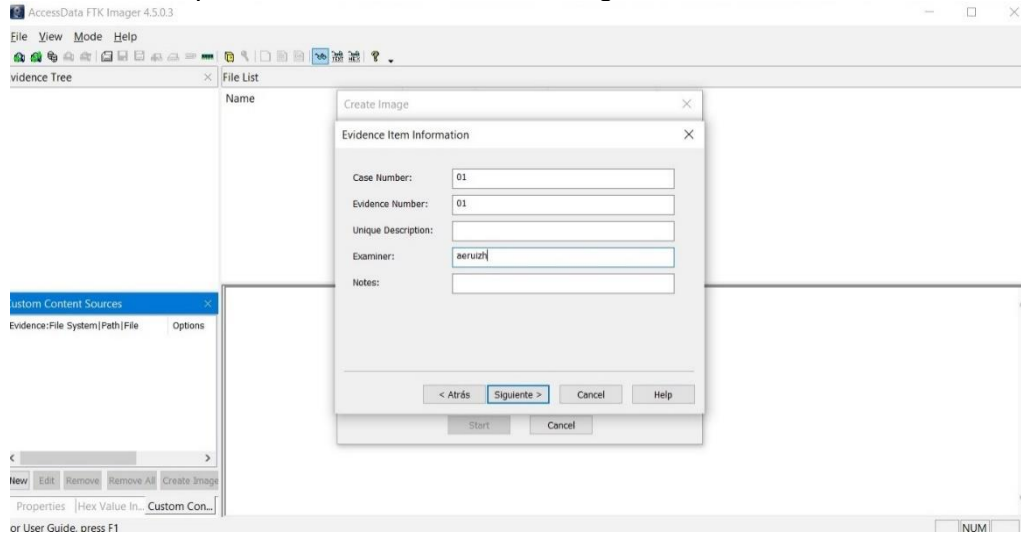 AccessData FTK Imager 4.5.0.3
File View Mode Help
vidence Tree
File List
Name
Create Image
Evidence Item Information
Case Number: 01
Evidence Number: 01
Unique Description:
Examiner: aeruizh
Notes:
< Atrás Siguiente > Cancel Help
Start Cancel
ustom Content Sources
Evidence:File System|Path|File Options
New Edit Remove Remove All Create Image
Properties Hex Value In... Custom Con...
or User Guide, press F1
NUM